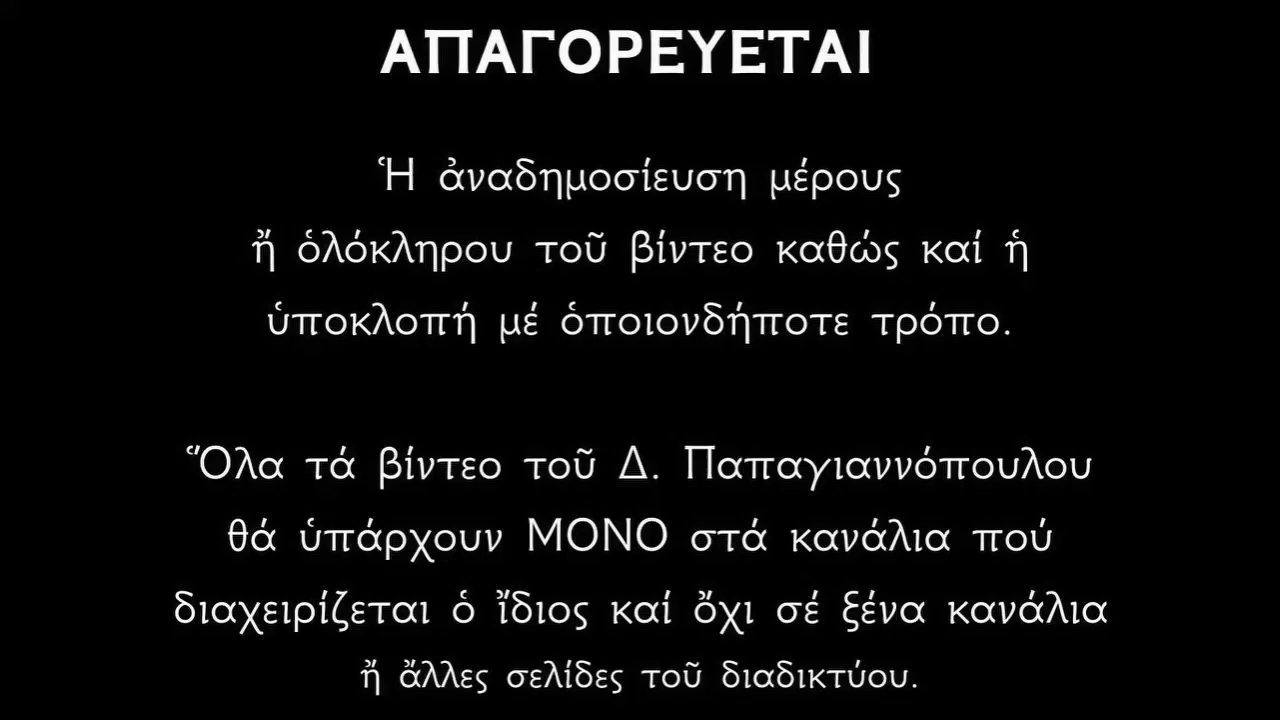 ΑΠΑΓΟΡΕΥΕΤΑΙ
Ἡ ἀναδημοσίευση μέρους
ἤ ὁλόκληρου τοῦ βίντεο καθώς καί ἡ
ὑποκλοπή μέ ὁποιονδήποτε τρόπο.
Ὅλα τά βίντεο τοῦ Δ. Παπαγιαννόπουλου
θά ὑπάρχουν ΜΟΝΟ στά κανάλια πού
διαχειρίζεται ὁ ἴδιος καί ὄχι σέ ξένα κανάλια
ἤ ἄλλες σελίδες τοῦ διαδικτύου.